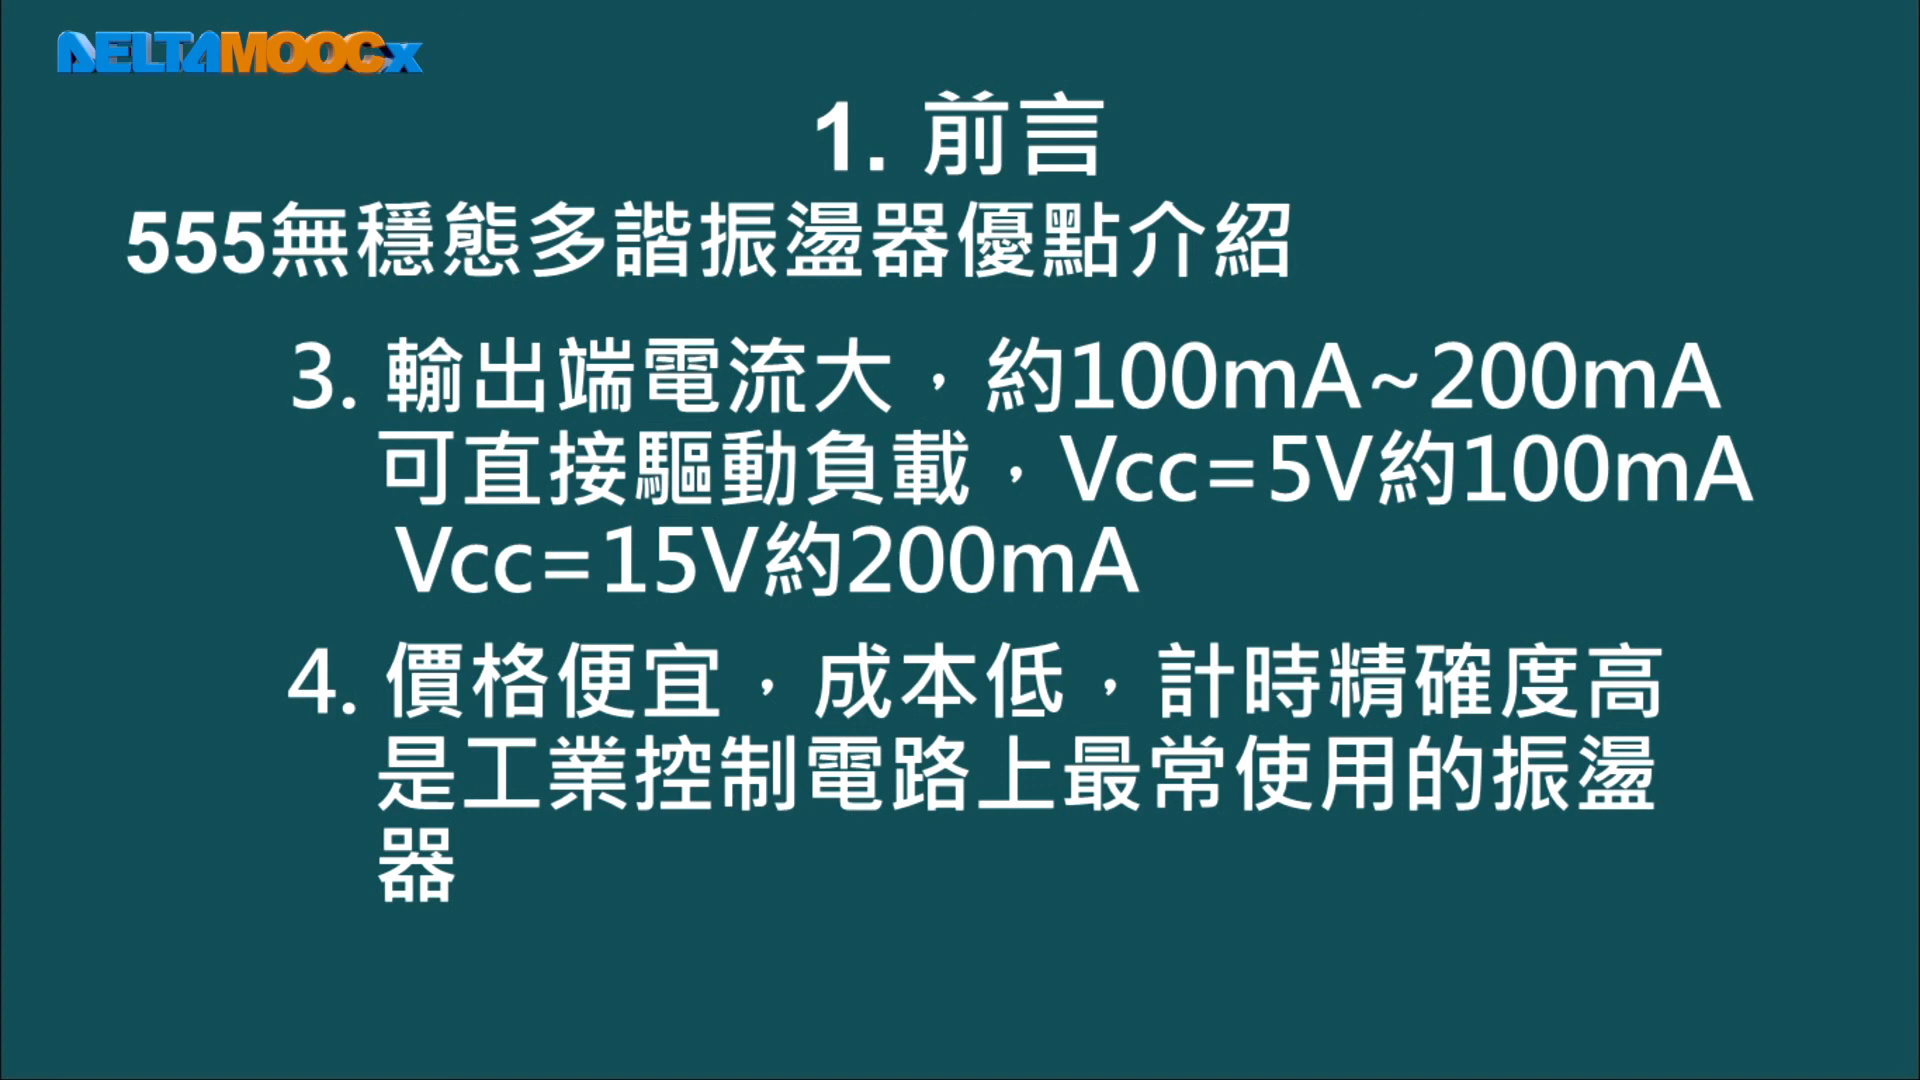 DELTAMOOCx
1. 前言
555無穩態多諧振盪器優點介紹
3. 輸出端電流大，約100mA~200mA
可直接驅動負載，Vcc=5V約100mA
Vcc=15V約200mA
4. 價格便宜，成本低，計時精確度高
是工業控制電路上最常使用的振盪
器